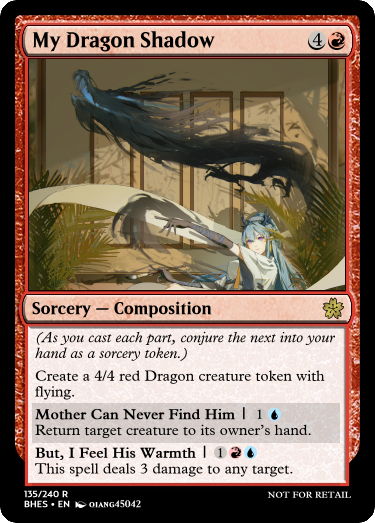 My Dragon Shadow 4
Sorcery — Composition
(As you cast each part, conjure the next into your
hand as a sorcery token.)
Create a 4/4 red Dragon creature token with
flying.
Mother Can Never Find Him | 1
Return target creature to its owner's hand.
But, I Feel His Warmth | 1
This spell deals 3 damage to any target.
135/240 R
NOT FOR RETAIL
BHES • EN QIANG45042